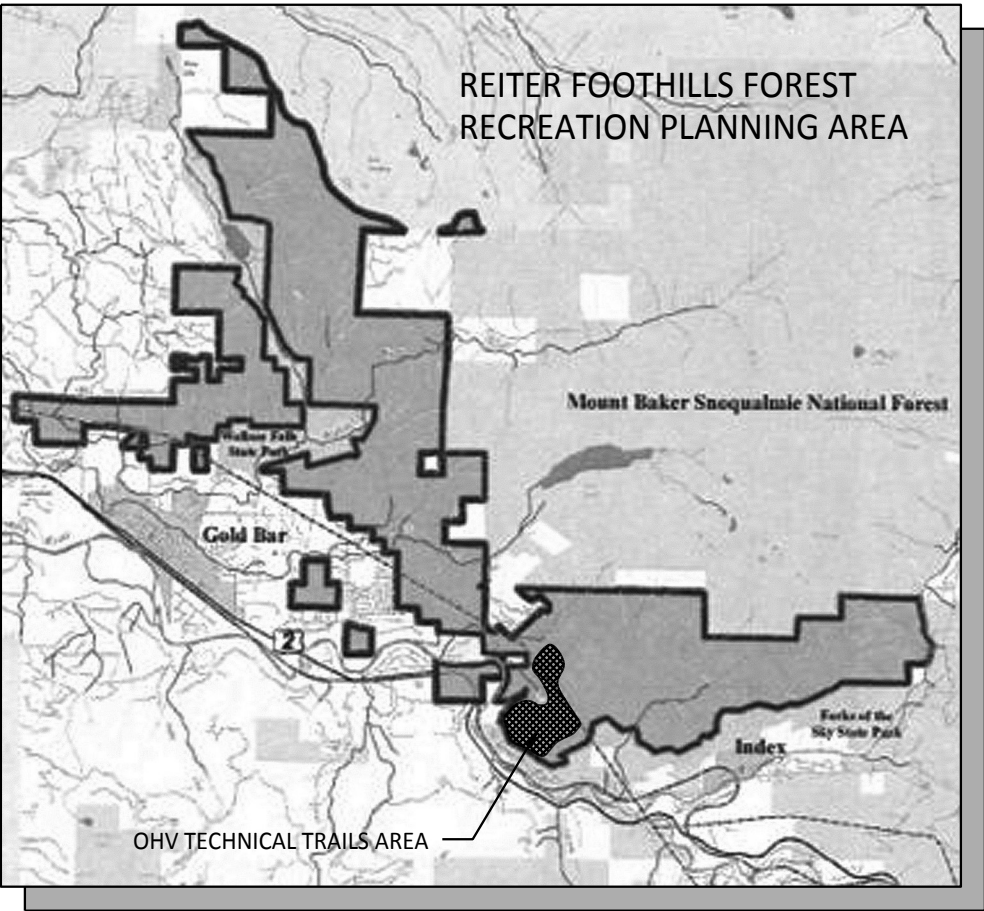 REITER FOOTHILLS FOREST
RECREATION PLANNING AREA
Mount Baker Snoqualmie National Forest
Wallace Falls
State Park
Gold Bar
2
Forks of the
Sky State Park
Index
OHV TECHNICAL TRAILS AREA